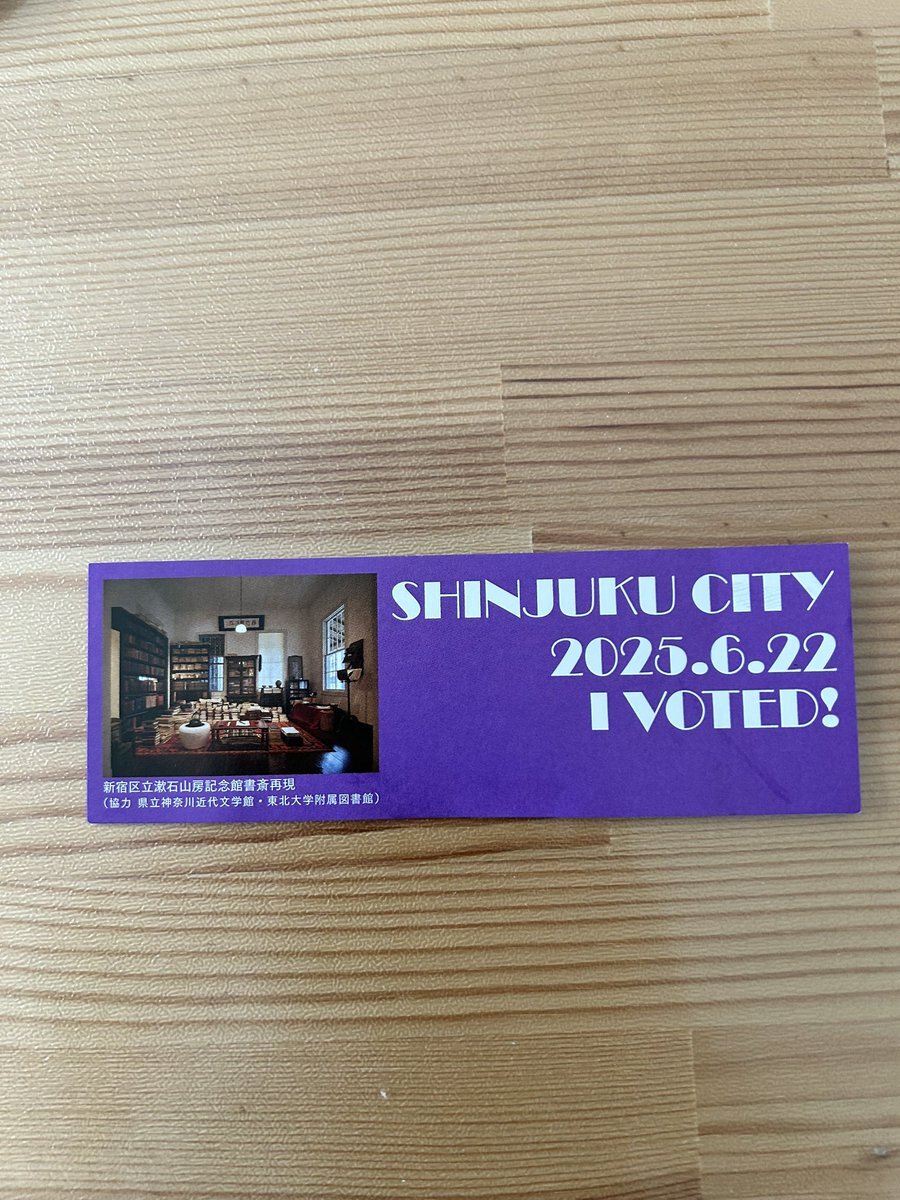 SHINJUKU CITY
2025.6.22
I VOTED!
新宿区立漱石山房記念館書斎再現
（協力 県立神奈川近代文学館・東北大学附属図書館）